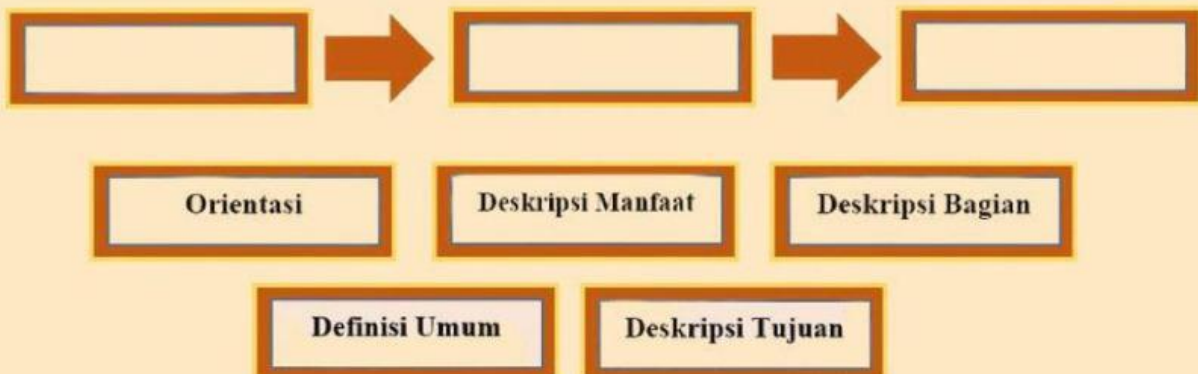 Orientasi
Deskripsi Manfaat
Deskripsi Bagian
Definisi Umum
Deskripsi Tujuan